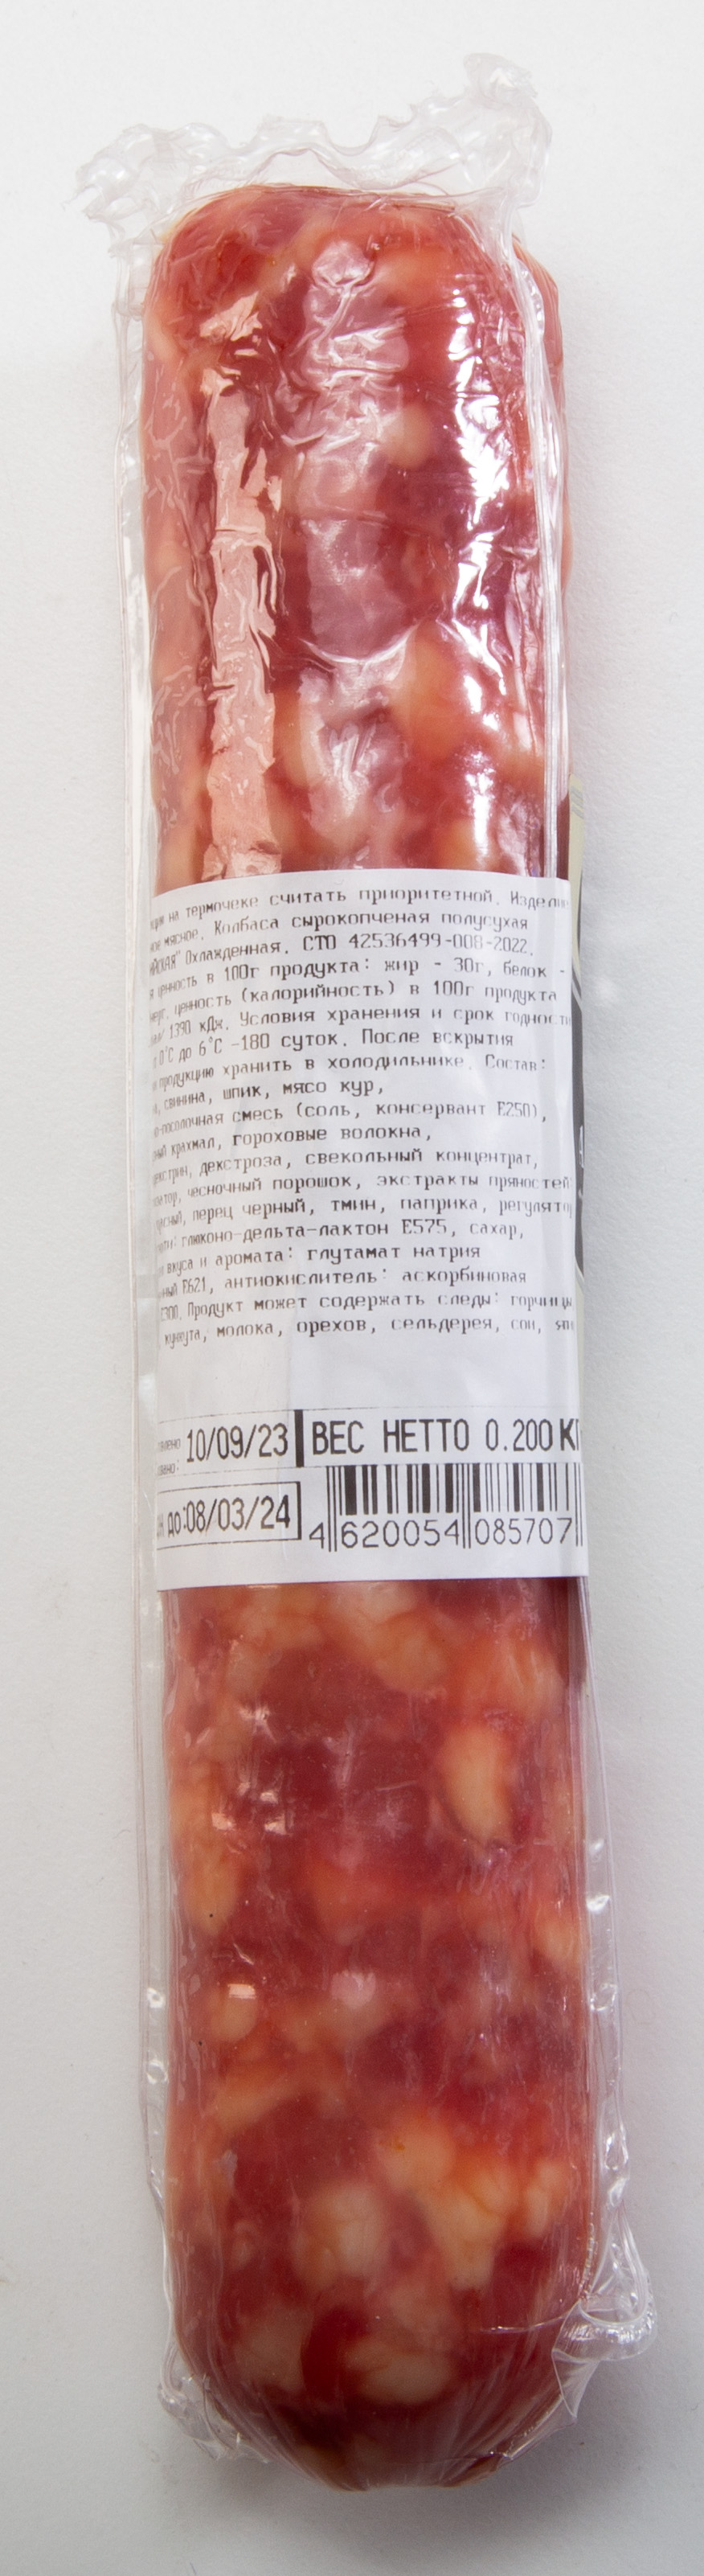 на термочеке считать приоритетной. Изделие
мясное. Колбаса сырокопченая полусухая
Охлажденная. СТО 42536499-008-2022.
ценность в 100г продукта: жир - 30г, белок -
ценность (калорийность) в 100г продукта
1390 кДж. Условия хранения и срок годности
0°С до 6°С -180 суток. После вскрытия
продукцию хранить в холодильнике. Состав:
свинина, шпик, мясо кур,
-посолочная смесь (соль, консервант Е250),
крахмал, гороховые волокна,
декстроза, свекольный концентрат,
чесночный порошок, экстракты пряностей:
перец черный, тмин, паприка, регулятор
глюконо-дельта-лактон Е575, сахар,
вкуса и аромата: глутамат натрия
Е621, антиокислитель: аскорбиновая
Е300. Продукт может содержать следы: горчицы,
кунжута, молока, орехов, сельдерея, сои,
10/09/23 ВЕС НЕТТО 0.200 КГ
до:08/03/24
4 620054 085707